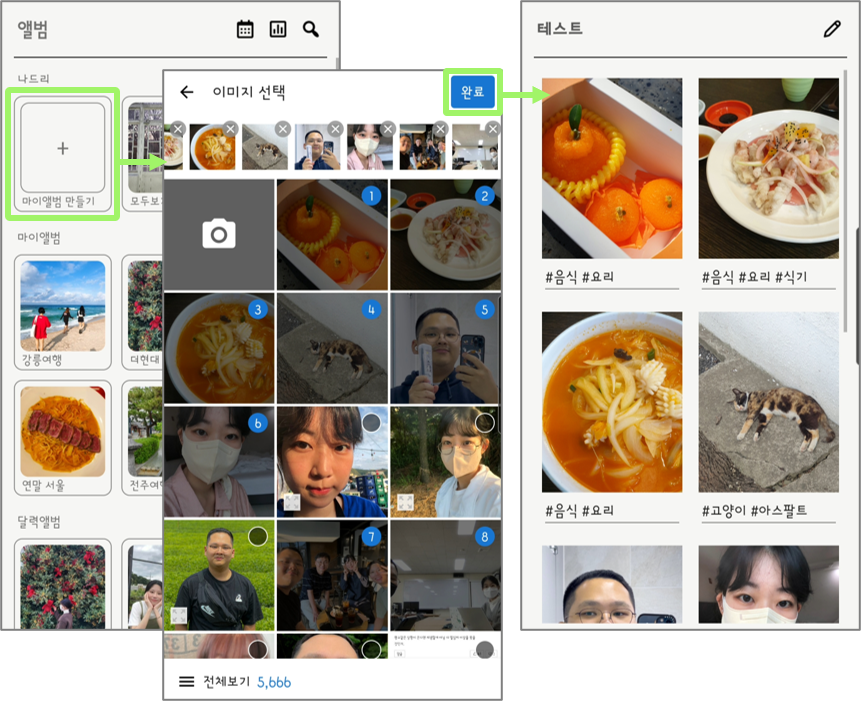 앨범
나드리
마이앨범 만들기
모두보
마이앨범
강릉여행
더현대
연말 서울
전주여
달력앨범
이미지 선택
완료
1
2
3
4
5
6
7
8
전체보기 5,666
테스트
#음식 #요리
#음식 #요리 #식기
#음식 #요리
#고양이 #아스팔트